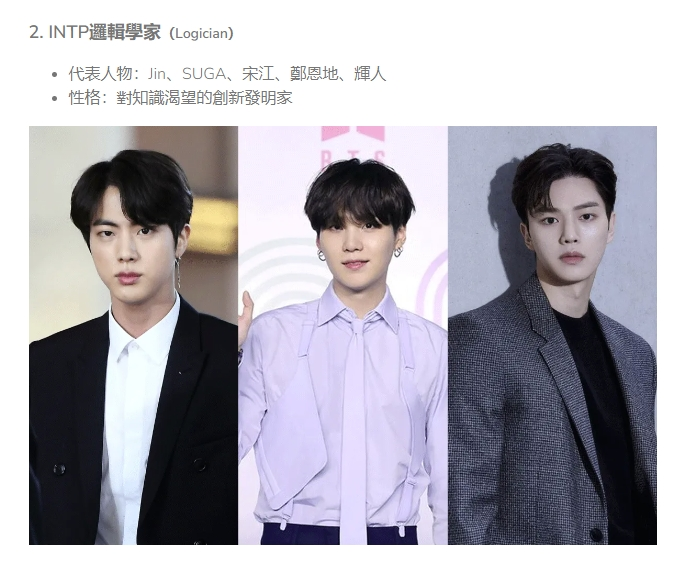 2. INTP邏輯學家（Logician）
代表人物：Jin、SUGA、宋江、鄭恩地、輝人
性格：對知識渴望的創新發明家
BTS